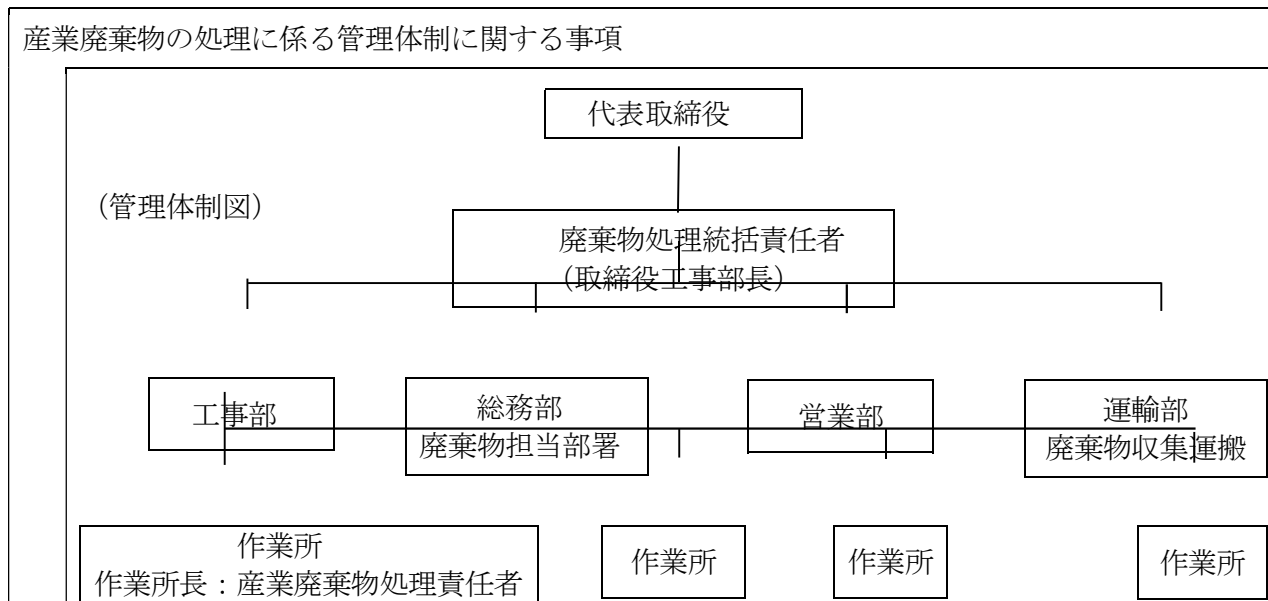 産業廃棄物の処理に係る管理体制に関する事項
代表取締役
（管理体制図）
廃棄物処理統括責任者
（取締役工事部長）
工事部
総務部
廃棄物担当部署
営業部
運輸部
廃棄物収集運搬
作業所
作業所長：産業廃棄物処理責任者
作業所
作業所
作業所